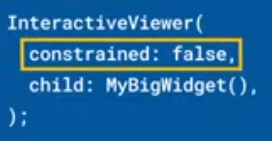 InteractiveViewer(
  constrained: false,
  child: MyBigWidget(),
);